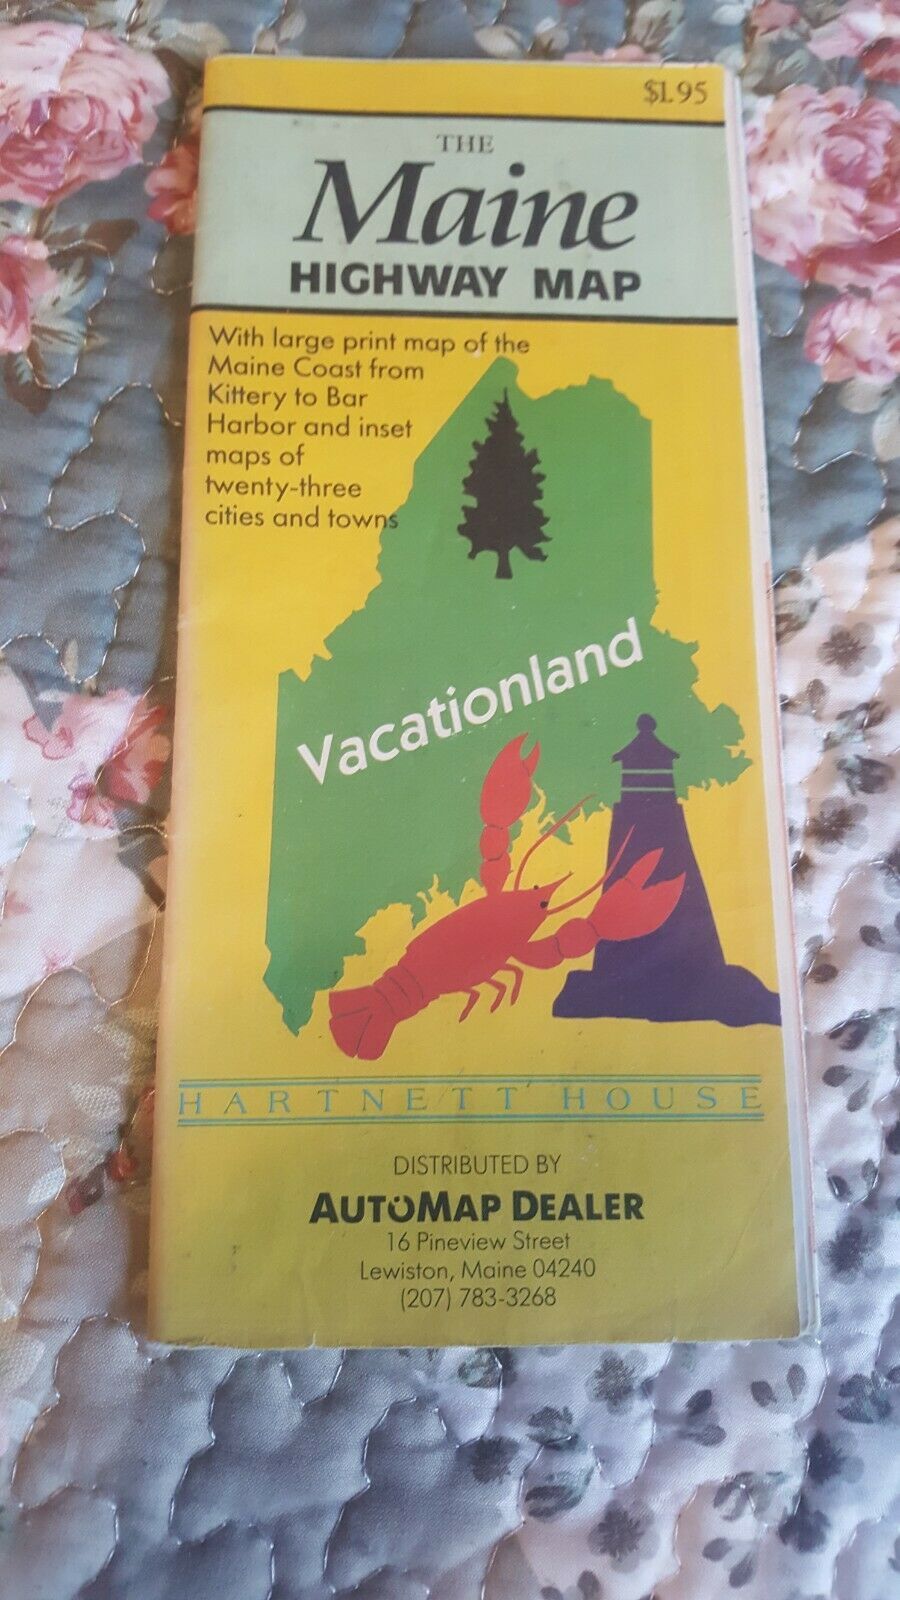 $1.95
THE
Maine
HIGHWAY MAP
With large print map of the
Maine Coast from
Kittery to Bar
Harbor and inset
maps of
twenty-three
cities and towns
Vacationland
HARTNETT HOUSE
DISTRIBUTED BY
AUTOMAP DEALER
16 Pineview Street
Lewiston, Maine 04240
(207) 783-3268